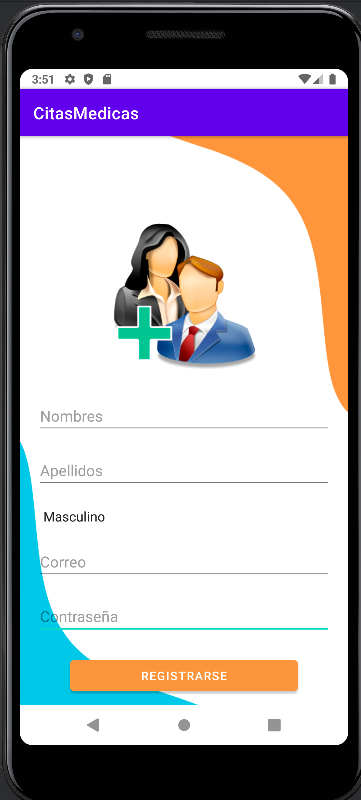 3:51
CitasMedicas
Nombres
Apellidos
Masculino
Correo
Contraseña
REGISTRARSE